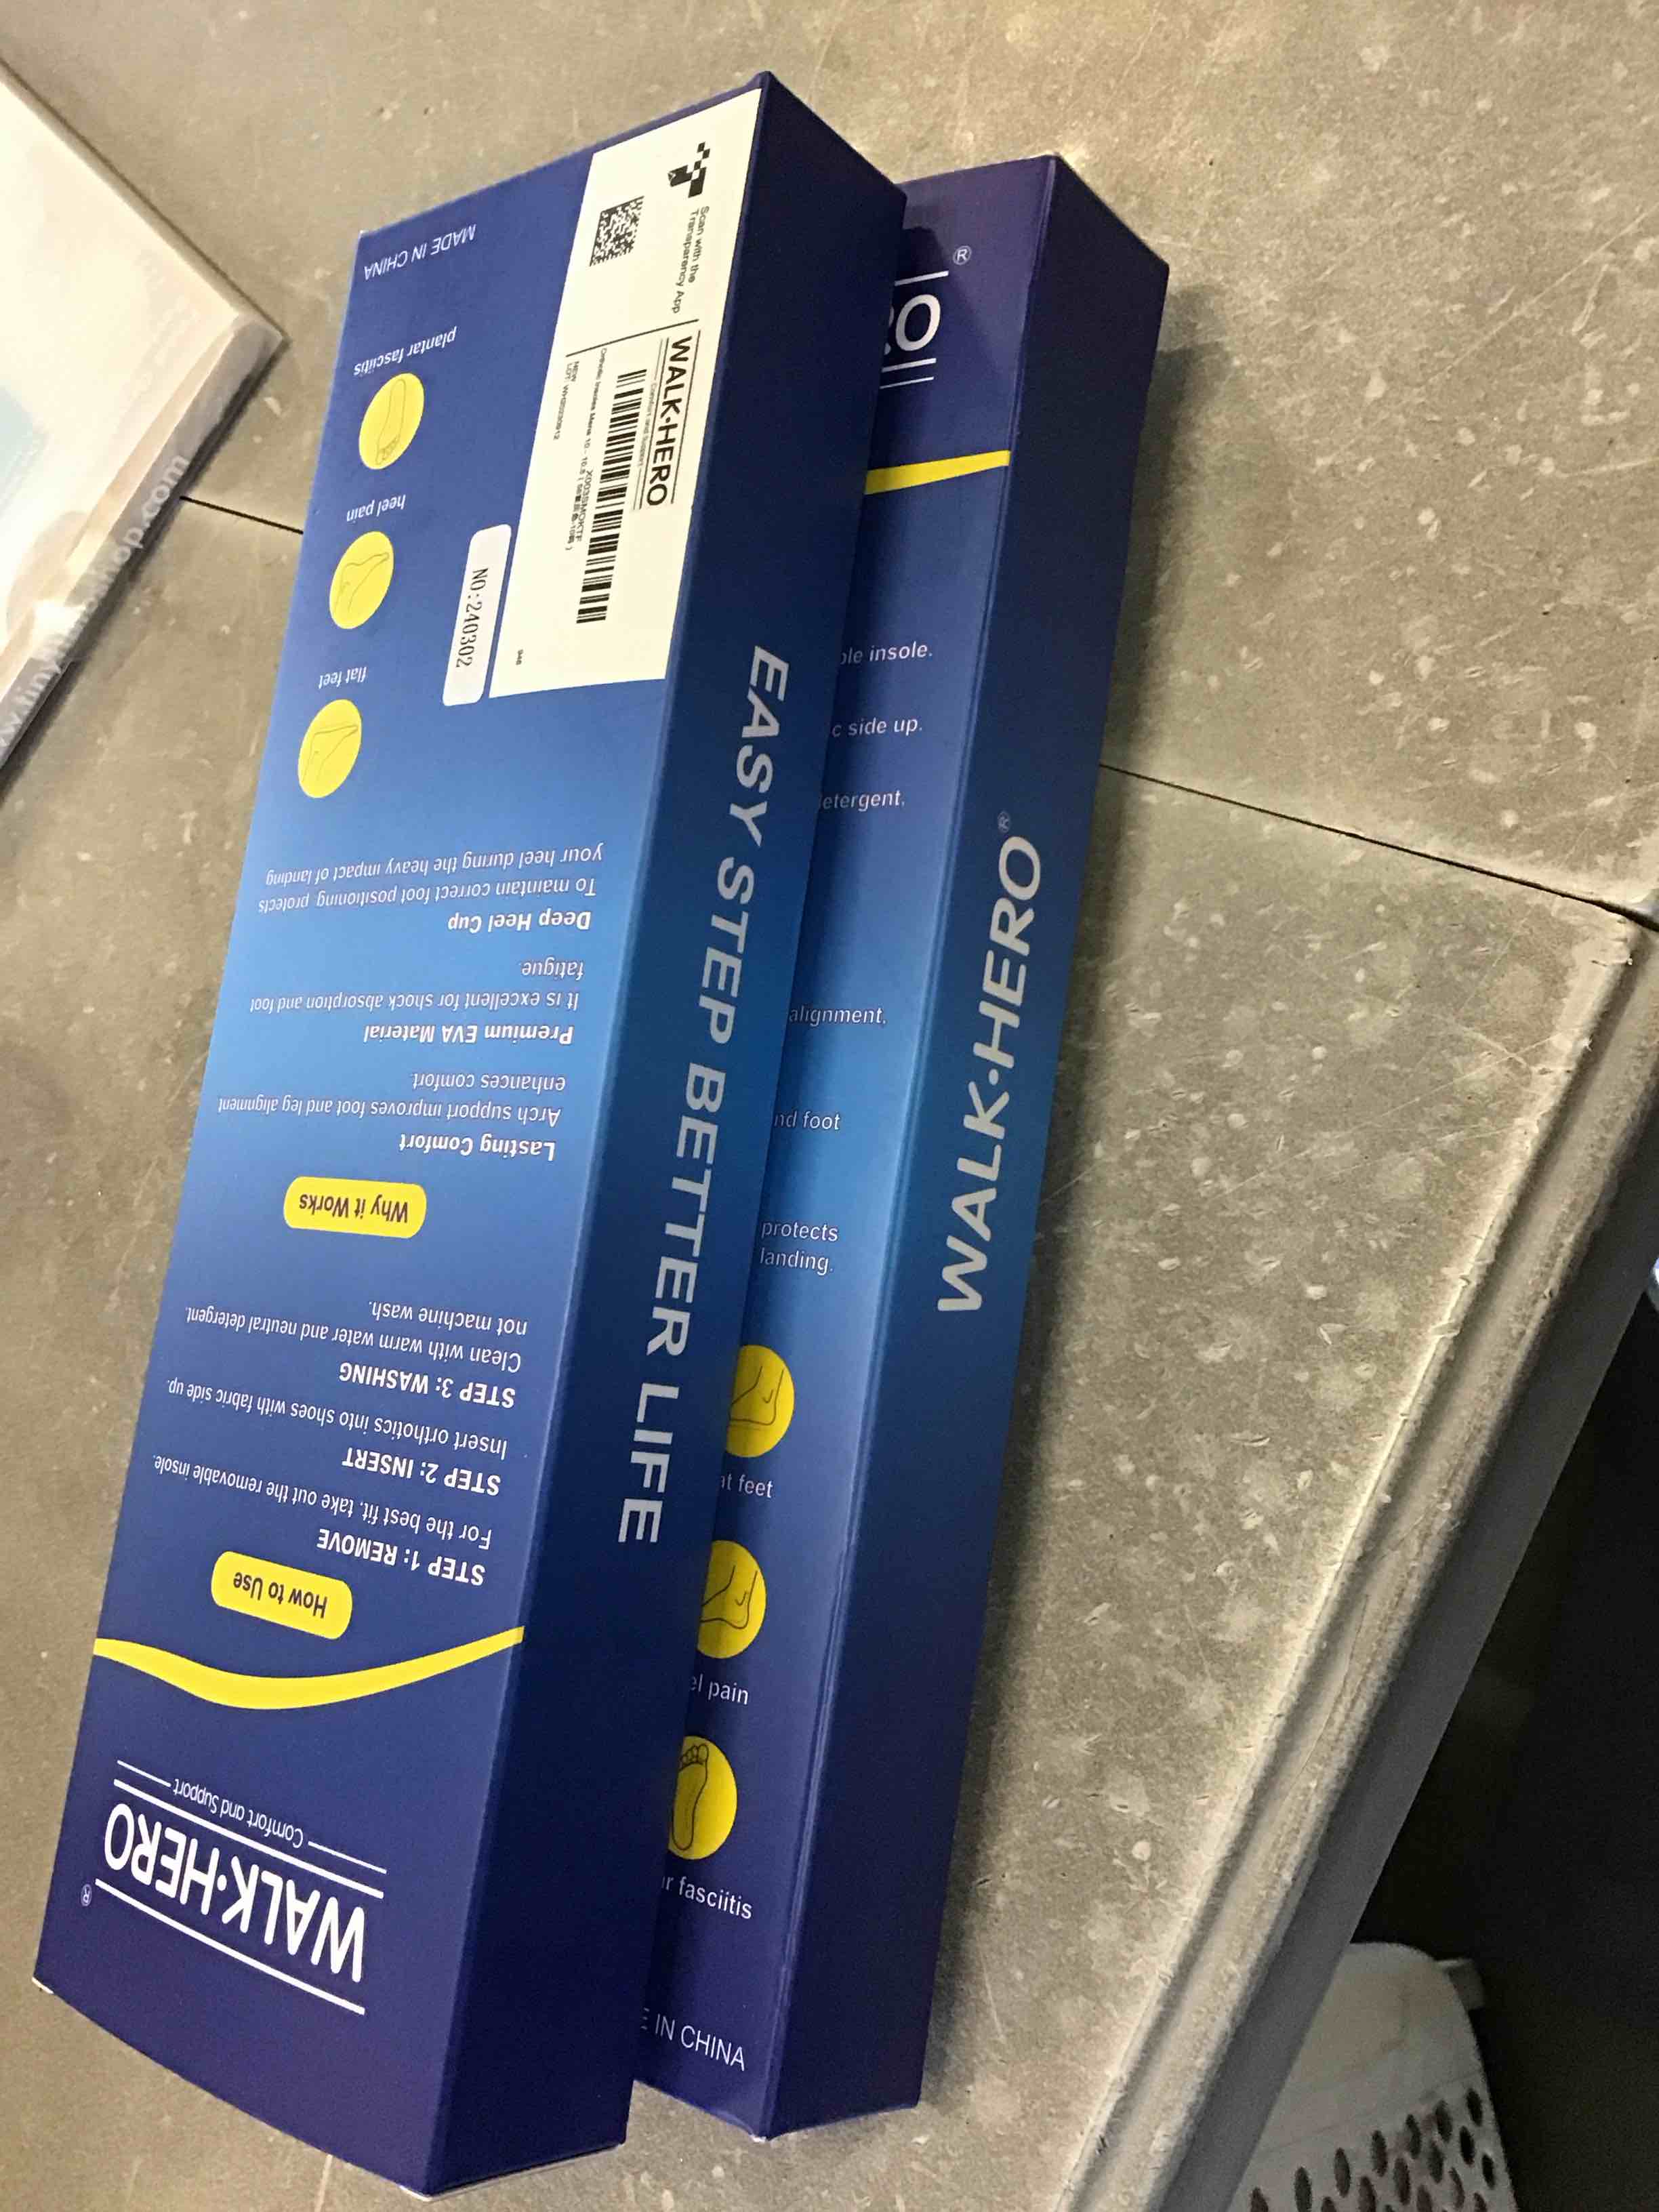 WALK·HERO®
Comfort and Support
How to Use
STEP 1: REMOVE
For the best fit, take out the removable insole.
STEP 2: INSERT
Insert orthotics into shoes with fabric side up.
STEP 3: WASHING
Clean with warm water and neutral detergent,
not machine wash.
Why it Works
Lasting Comfort
Arch support improves foot and leg alignment
enhances comfort.
Premium EVA Material
It is excellent for shock absorption and foot
fatigue.
Deep Heel Cup
To maintain correct foot positioning, protects
your heel during the heavy impact of landing
flat feet
heel pain
plantar fasciitis
MADE IN CHINA
Scan with the
Transparency App
WALK·HERO
Comfort and Support
NEW
NO:240302
EASY STEP BETTER LIFE
RO®
ble insole.
c side up.
etergent,
alignment,
nd foot
protects
landing.
at feet
el pain
r fasciitis
E IN CHINA
WALK·HERO®